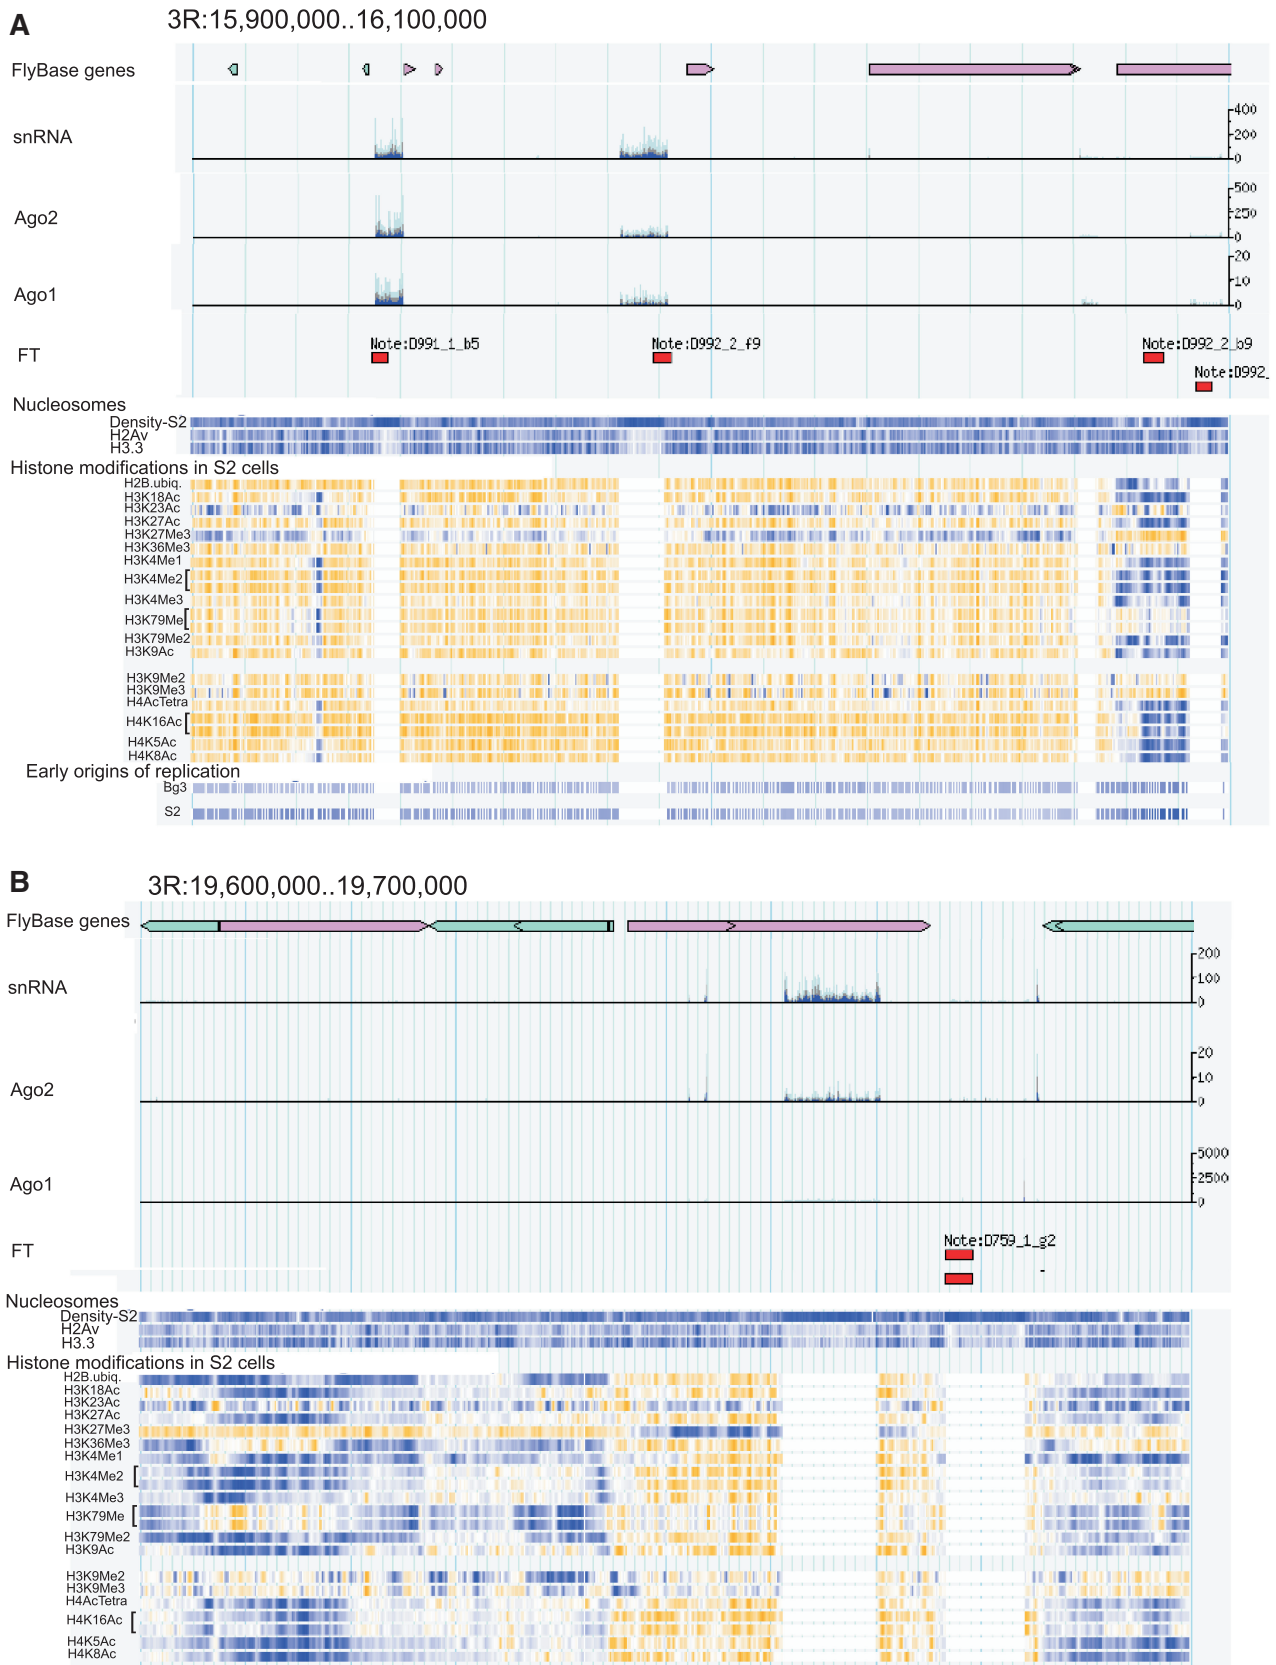 A
3R:15,900,000..16,100,000
FlyBase genes
snRNA
400
200
0
Ago2
500
250
0
Ago1
20
10
0
FT
Note:D991_1_b5
Note:D992_2_f9
Note:D992_2_b9
Note:D992_
Nucleosomes
Density-S2
H2Av
H3.3
Histone modifications in S2 cells
H2B.ubiq.
H3K18Ac
H3K23Ac
H3K27Ac
H3K27Me3
H3K36Me3
H3K4Me1
H3K4Me2
H3K4Me3
H3K79Me
H3K79Me2
H3K9Ac
H3K9Me2
H3K9Me3
H4AcTetra
H4K16Ac
H4K5Ac
H4K8Ac
Early origins of replication
Bg3
S2
B
3R:19,600,000..19,700,000
FlyBase genes
snRNA
200
100
0
Ago2
20
10
0
Ago1
5000
2500
0
FT
Note:D759_1_g2
Nucleosomes
Density-S2
H2Av
H3.3
Histone modifications in S2 cells
H2B.ubiq.
H3K18Ac
H3K23Ac
H3K27Ac
H3K27Me3
H3K36Me3
H3K4Me1
H3K4Me2
H3K4Me3
H3K79Me
H3K79Me2
H3K9Ac
H3K9Me2
H3K9Me3
H4AcTetra
H4K16Ac
H4K5Ac
H4K8Ac